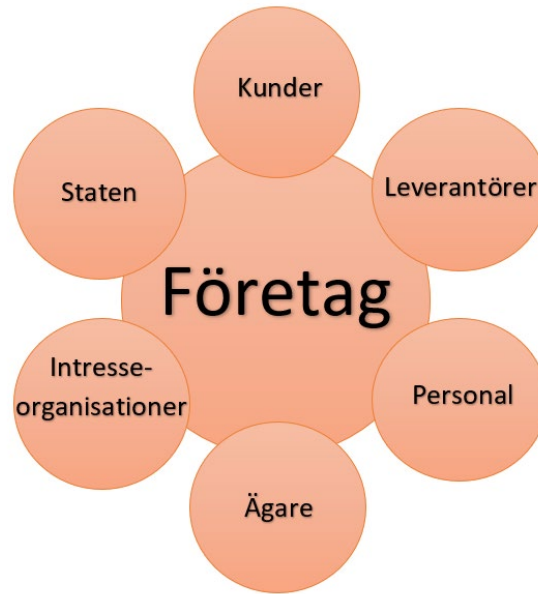 Kunder
Staten
Leverantörer
Företag
Intresse-
organisationer
Personal
Ägare